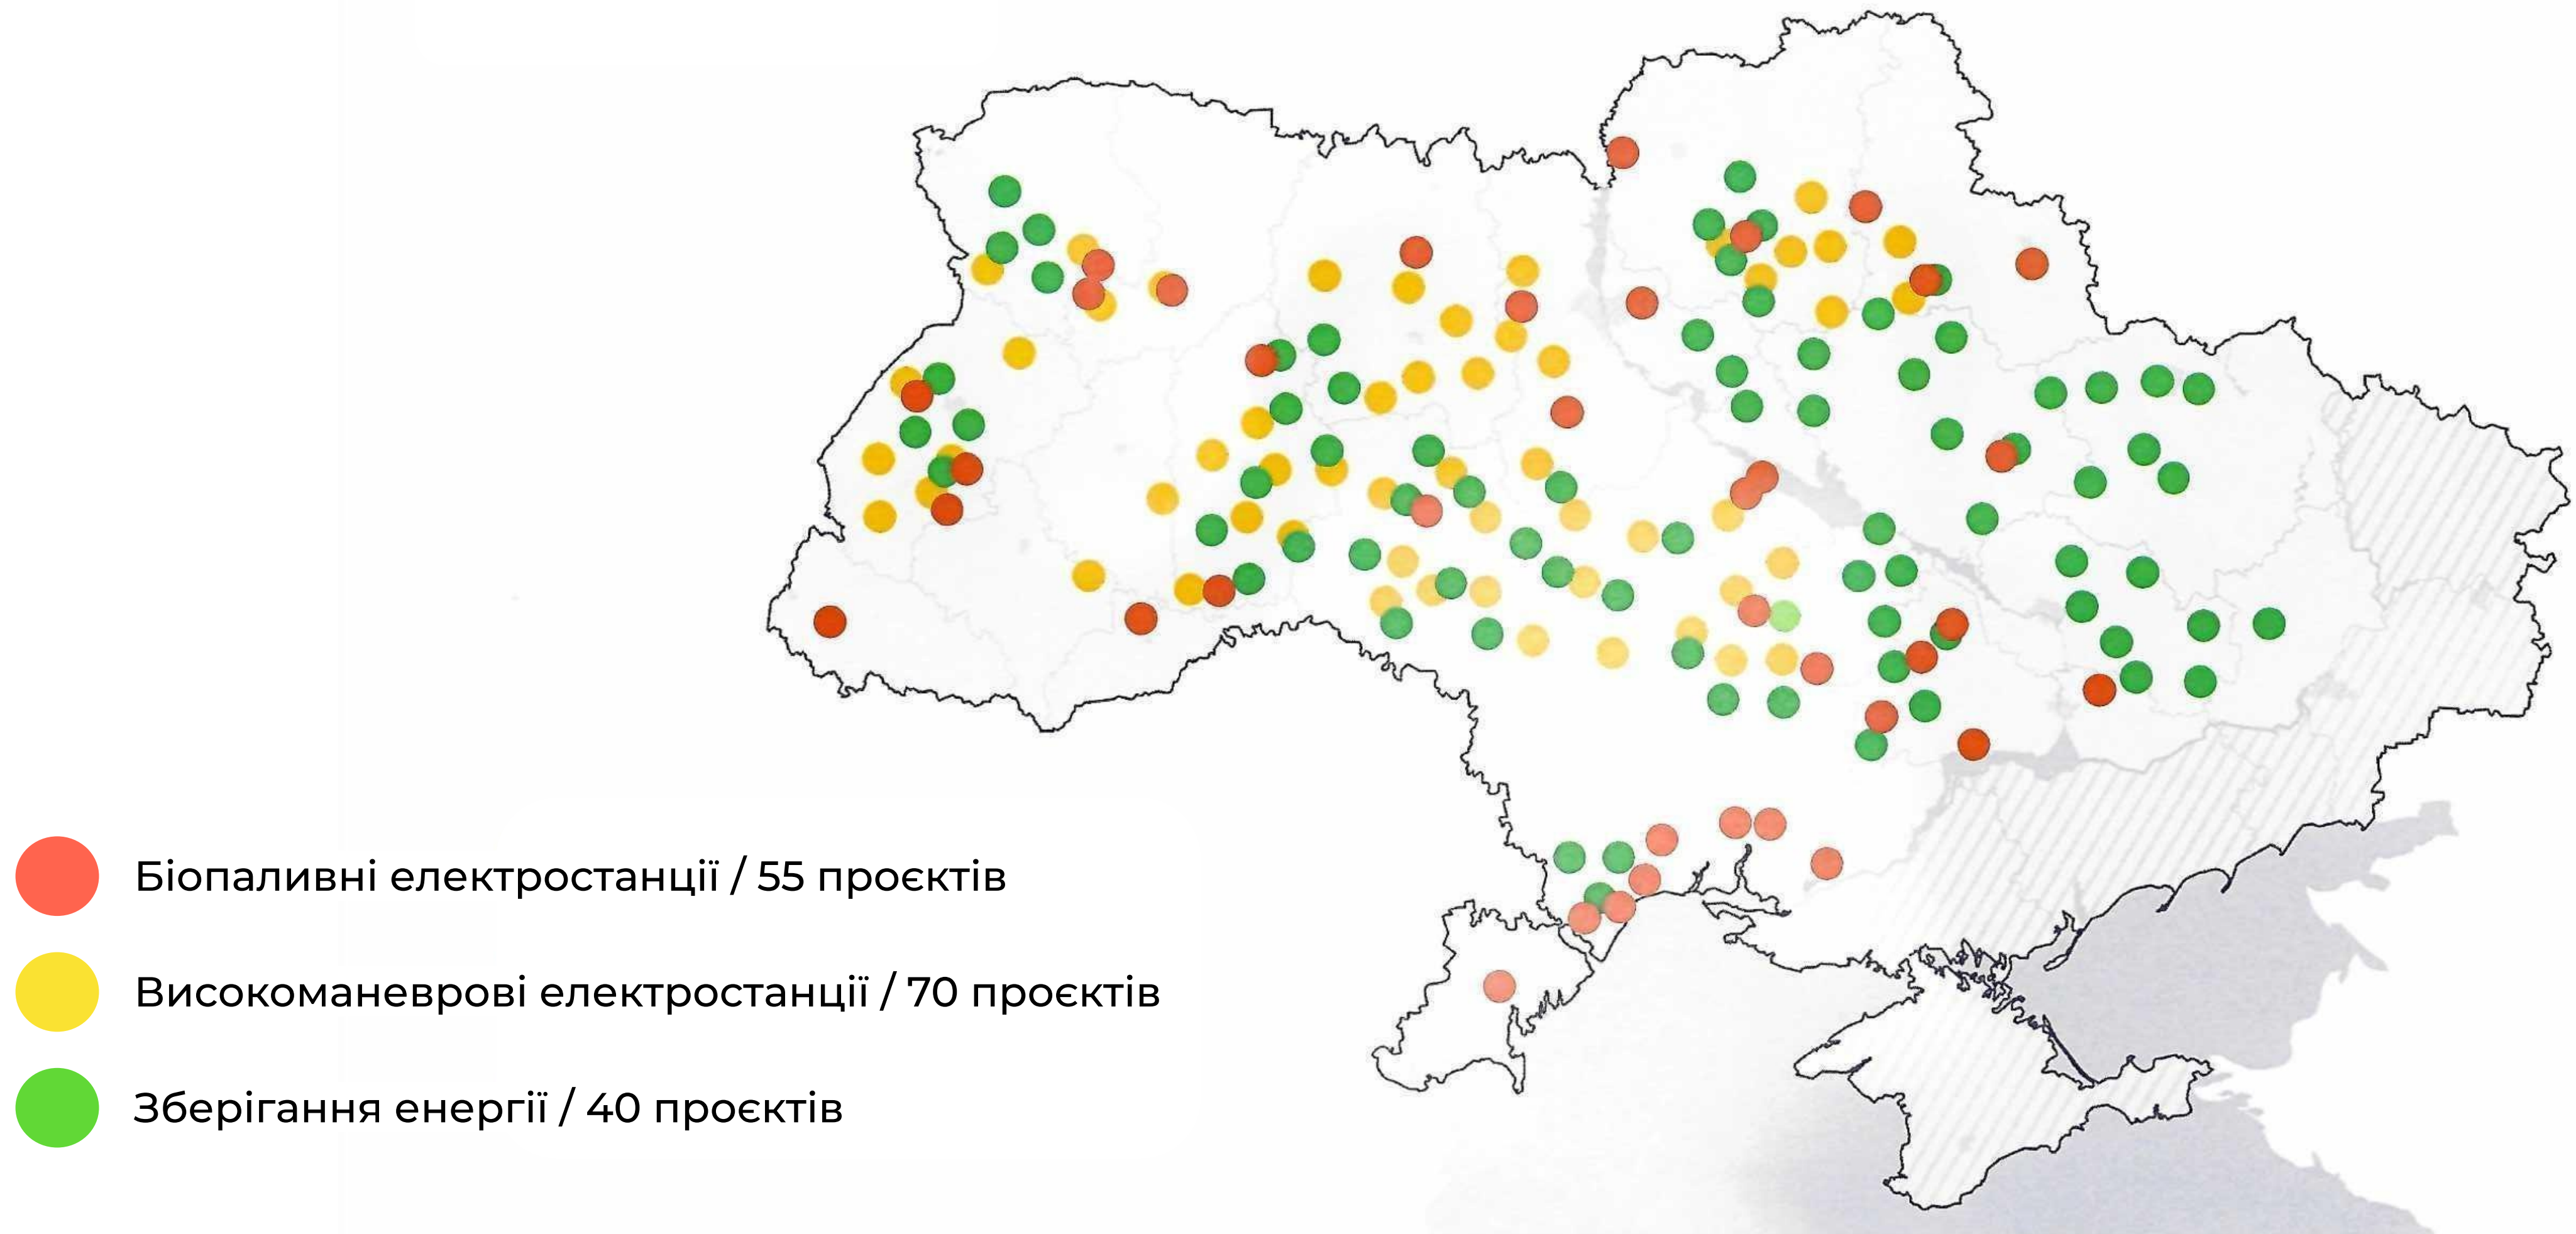 Біопаливні електростанції / 55 проєктів
Високоманеврові електростанції / 70 проєктів
Зберігання енергії / 40 проєктів